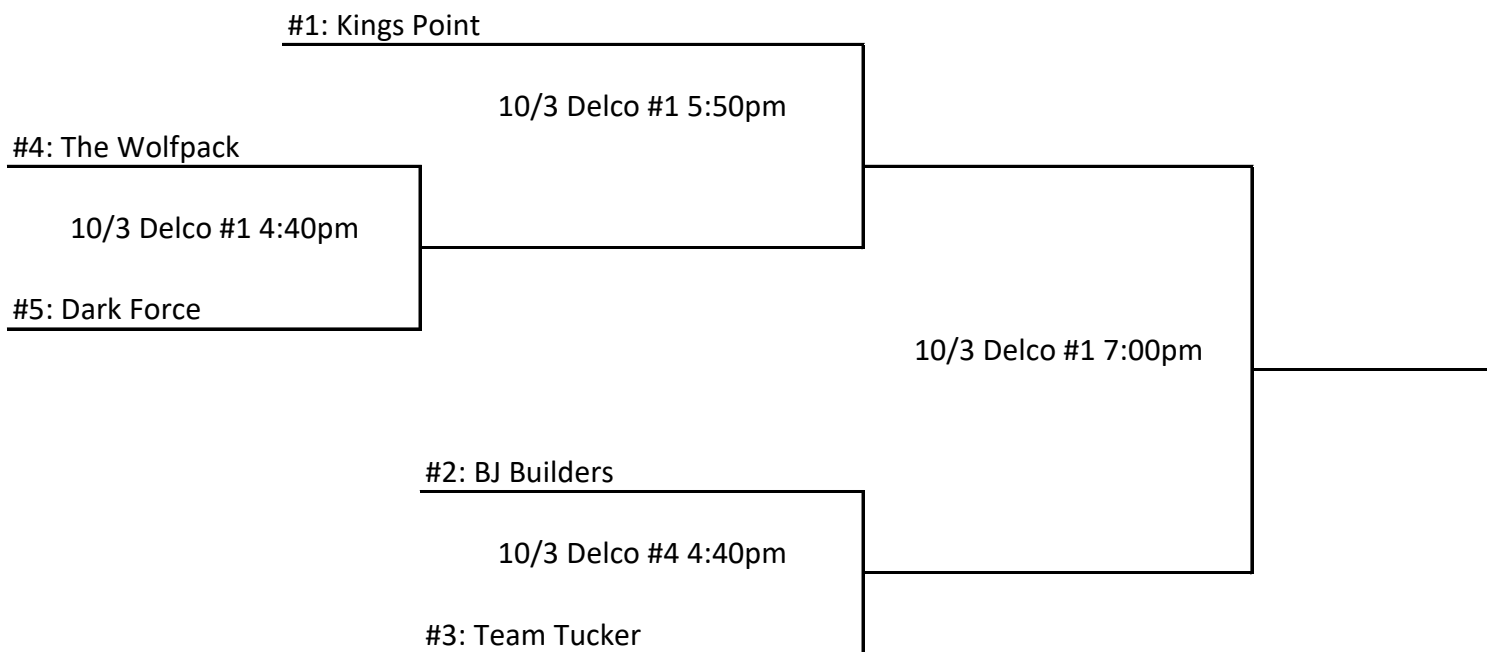 #1: Kings Point
10/3 Delco #1 5:50pm
#4: The Wolfpack
10/3 Delco #1 4:40pm
#5: Dark Force
10/3 Delco #1 7:00pm
#2: BJ Builders
10/3 Delco #4 4:40pm
#3: Team Tucker